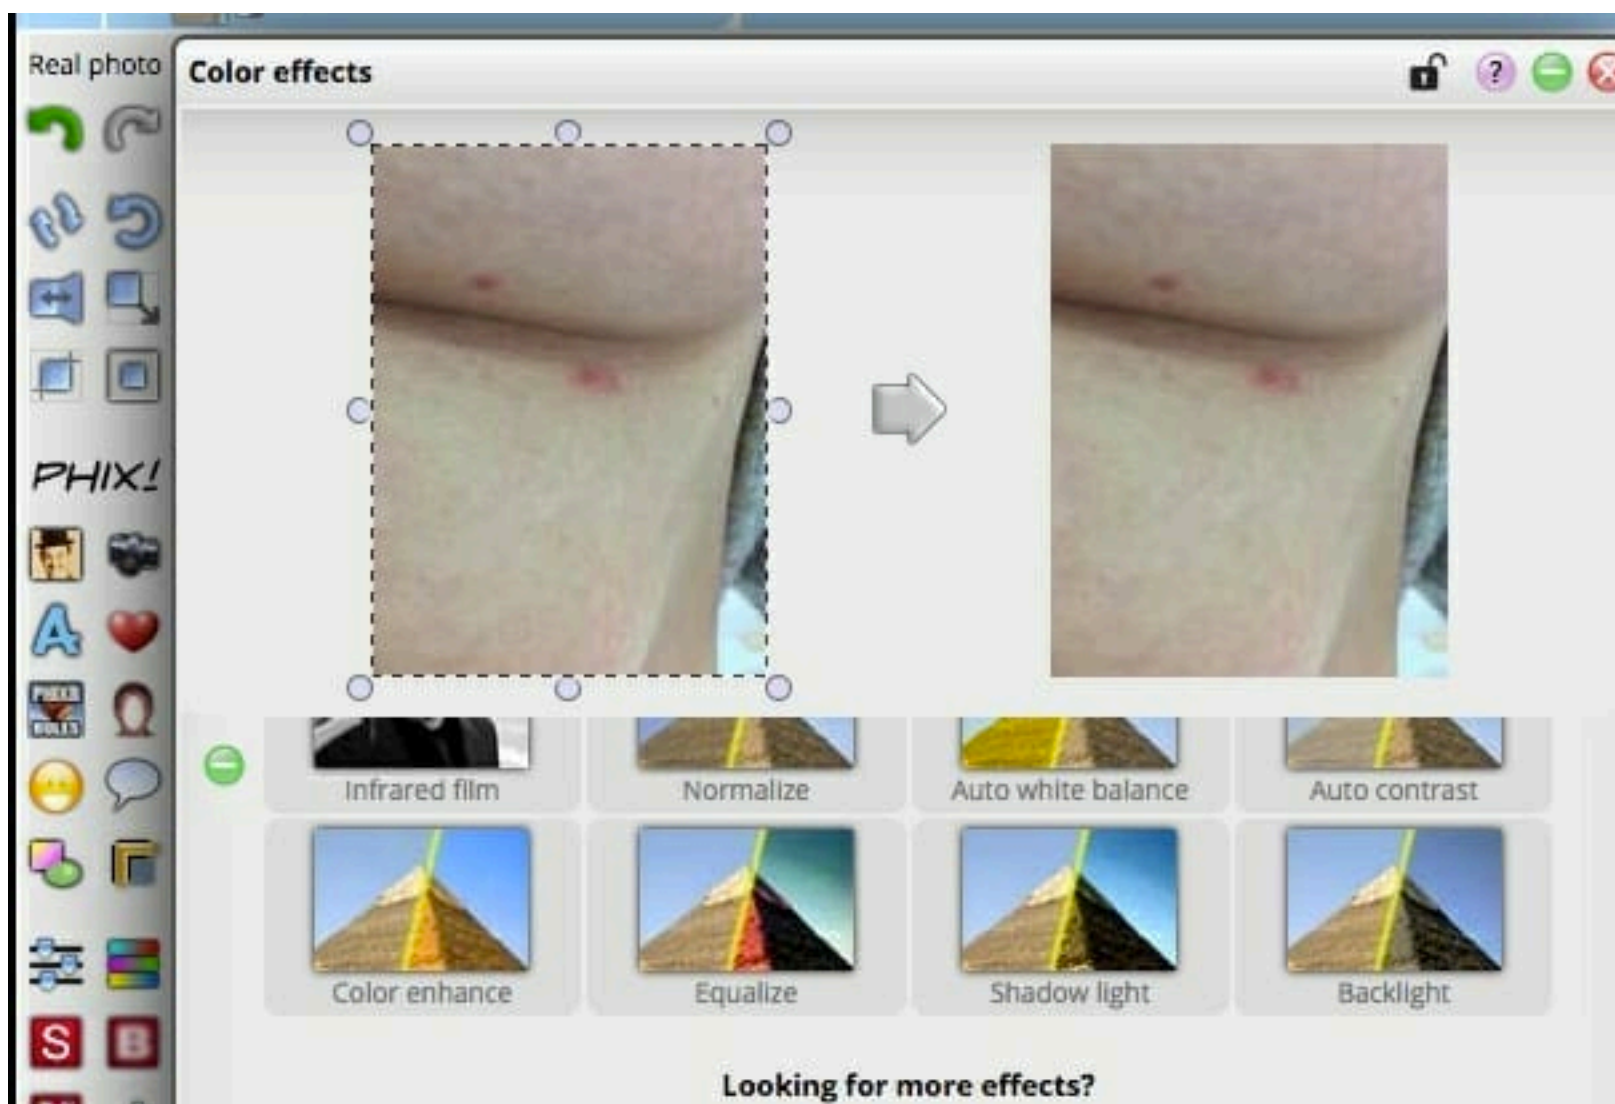 Real photo
Color effects
?
PHIX!
A
S
B
Infrared film
Normalize
Auto white balance
Auto contrast
Color enhance
Equalize
Shadow light
Backlight
Looking for more effects?